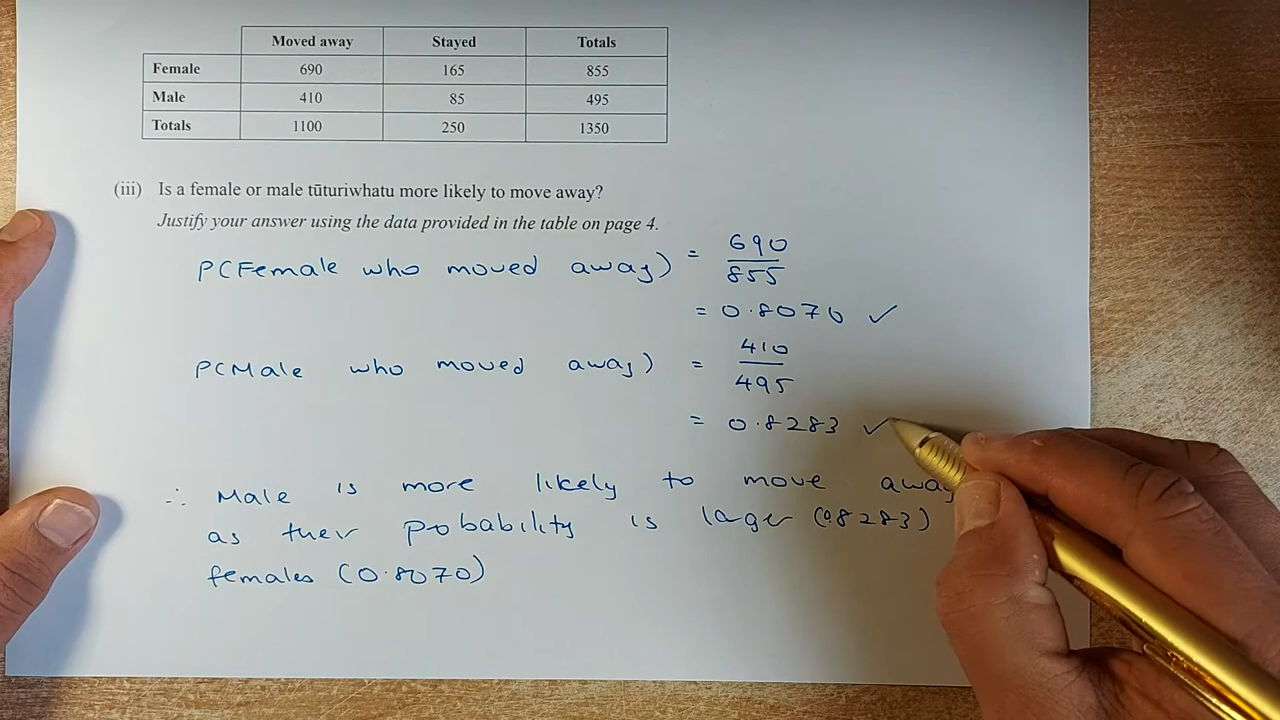 Moved away Stayed Totals
Female 690 165 855
Male 410 85 495
Totals 1100 250 1350
(iii) Is a female or male tūturiwhatu more likely to move away?
Justify your answer using the data provided in the table on page 4.
P(Female who moved away) = 690/855
= 0.8070 ✓
P(Male who moved away) = 410/495
= 0.8283 ✓
∴ Male is more likely to move away
as their probability is lager (0.8283)
females (0.8070)